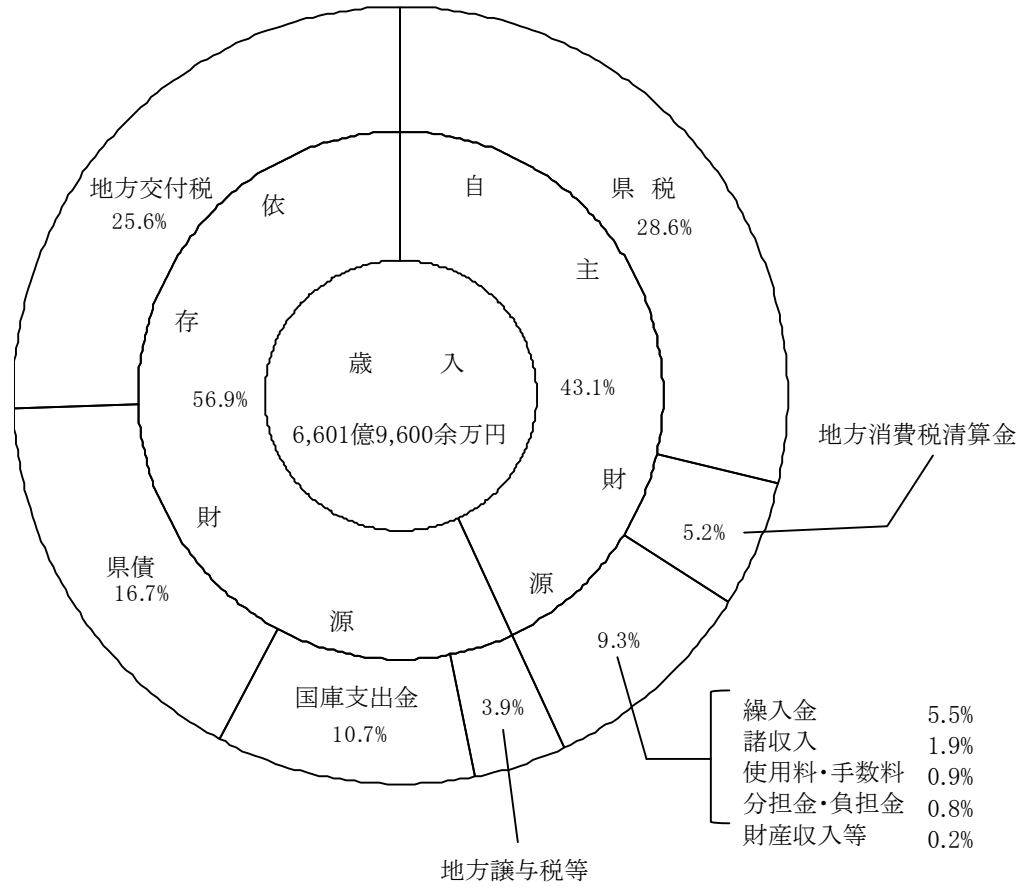 歳入
6,601億9,600余万円
自主財源
43.1%
依存財源
56.9%
県税
28.6%
地方消費税清算金
5.2%
9.3%
繰入金 5.5%
諸収入 1.9%
使用料・手数料 0.9%
分担金・負担金 0.8%
財産収入等 0.2%
3.9%
地方譲与税等
国庫支出金
10.7%
県債
16.7%
地方交付税
25.6%